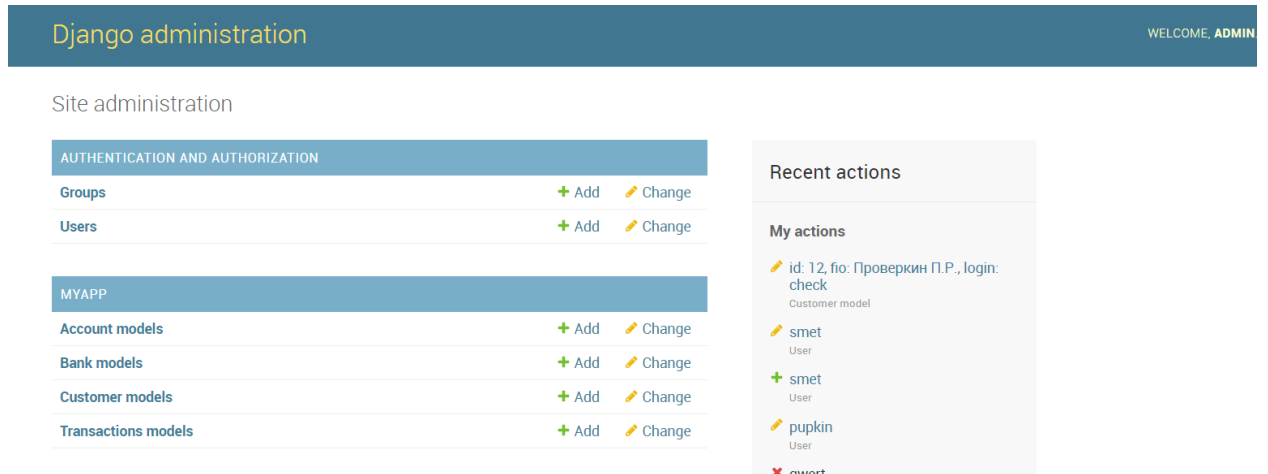 Django administration
WELCOME, ADMIN.
Site administration
AUTHENTICATION AND AUTHORIZATION
Groups Add Change
Users Add Change
MYAPP
Account models Add Change
Bank models Add Change
Customer models Add Change
Transactions models Add Change
Recent actions
My actions
id: 12, fio: Проверкин П.Р., login:
check
Customer model
smet
User
smet
User
pupkin
User